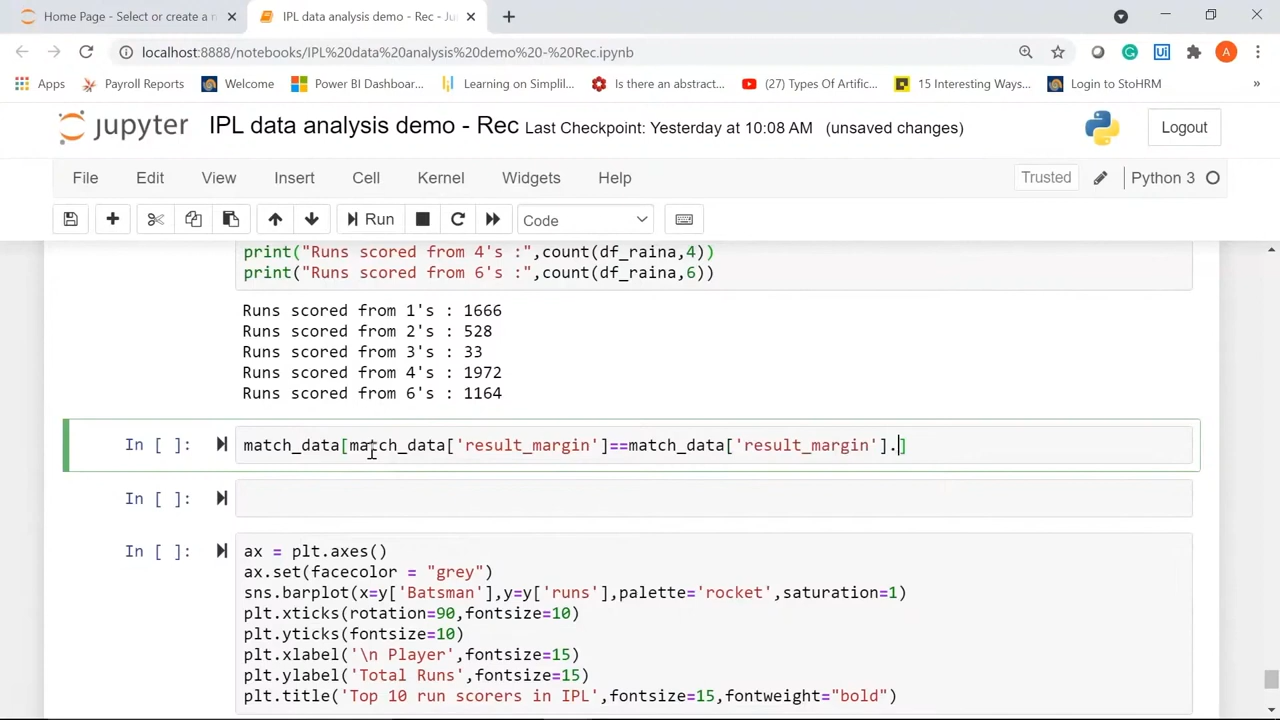 Home Page - Select or create a n
IPL data analysis demo - Rec - Ju
localhost:8888/notebooks/IPL%20data%20analysis%20demo%20-%20Rec.ipynb
A
Apps Payroll Reports Welcome Power BI Dashboar... Learning on Simplil... Is there an abstract... (27) Types Of Artific... 15 Interesting Ways... Login to StoHRM »
jupyter IPL data analysis demo - Rec Last Checkpoint: Yesterday at 10:08 AM (unsaved changes) Logout
File Edit View Insert Cell Kernel Widgets Help Trusted Python 3
Run Code
print("Runs scored from 4's :",count(df_raina,4))
print("Runs scored from 6's :",count(df_raina,6))
Runs scored from 1's : 1666
Runs scored from 2's : 528
Runs scored from 3's : 33
Runs scored from 4's : 1972
Runs scored from 6's : 1164
In [ ]: match_data[match_data['result_margin']==match_data['result_margin'].]
In [ ]:
In [ ]: ax = plt.axes()
ax.set(facecolor = "grey")
sns.barplot(x=y['Batsman'],y=y['runs'],palette='rocket',saturation=1)
plt.xticks(rotation=90,fontsize=10)
plt.yticks(fontsize=10)
plt.xlabel('\n Player',fontsize=15)
plt.ylabel('Total Runs',fontsize=15)
plt.title('Top 10 run scorers in IPL',fontsize=15,fontweight="bold")